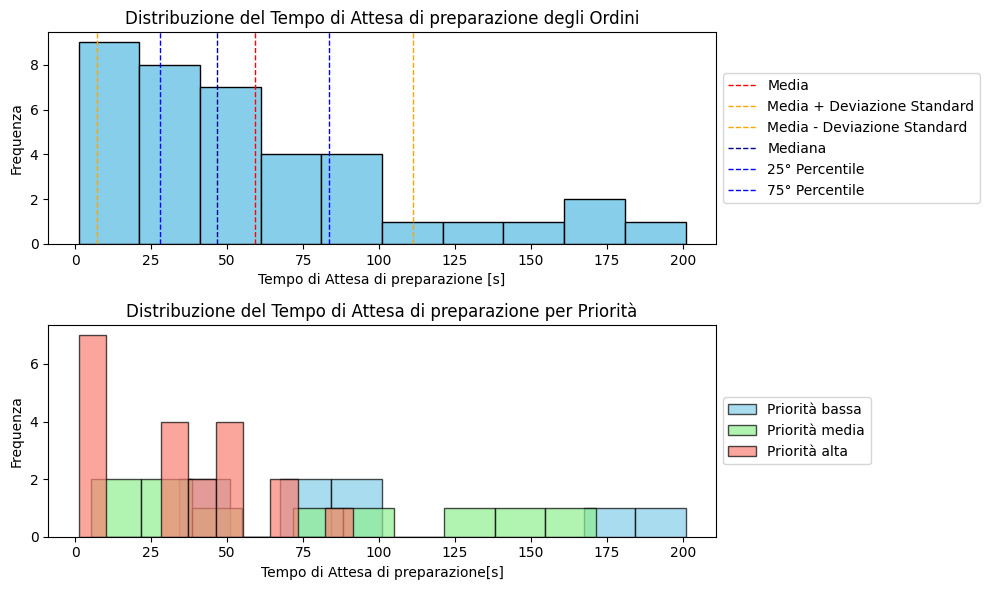 Distribuzione del Tempo di Attesa di preparazione degli Ordini
Frequenza
8
6
4
2
0
0 25 50 75 100 125 150 175 200
Tempo di Attesa di preparazione [s]
Media
Media + Deviazione Standard
Media - Deviazione Standard
Mediana
25° Percentile
75° Percentile
Distribuzione del Tempo di Attesa di preparazione per Priorità
Frequenza
6
4
2
0
0 25 50 75 100 125 150 175 200
Tempo di Attesa di preparazione[s]
Priorità bassa
Priorità media
Priorità alta